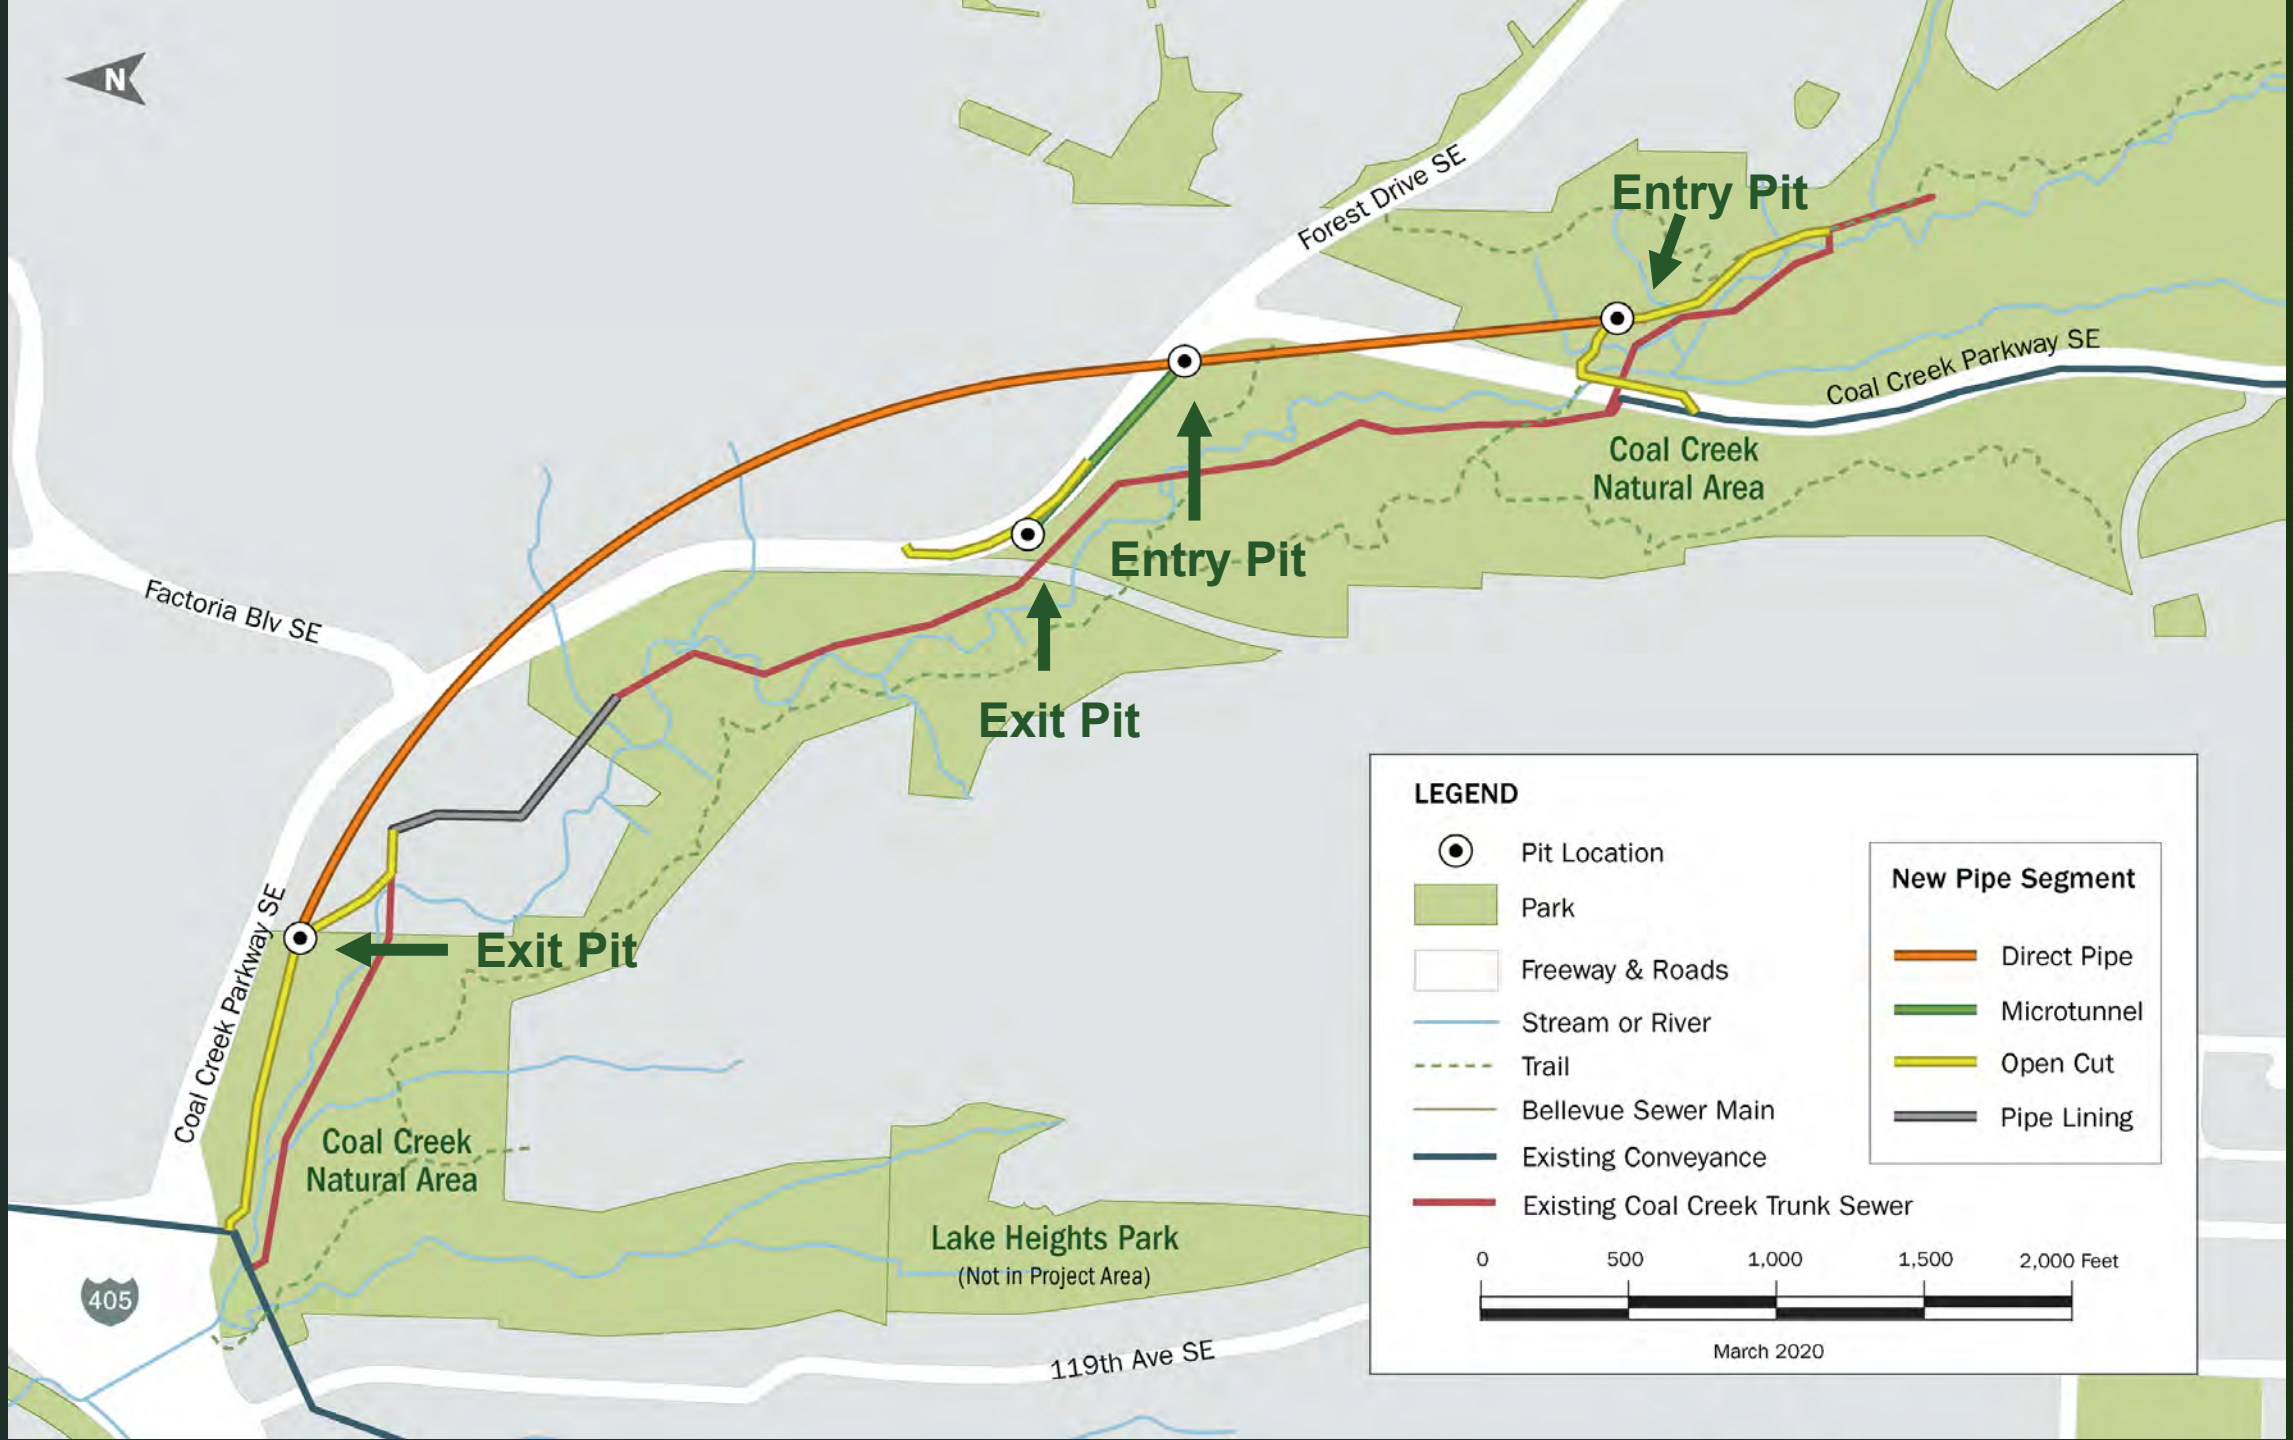 N
Forest Drive SE
Entry Pit
Coal Creek Parkway SE
Coal Creek
Natural Area
Entry Pit
Factoria Blv SE
Exit Pit
Exit Pit
Coal Creek Parkway SE
Coal Creek
Natural Area
Lake Heights Park
(Not in Project Area)
405
119th Ave SE
LEGEND
Pit Location
Park
Freeway & Roads
Stream or River
Trail
Bellevue Sewer Main
Existing Conveyance
Existing Coal Creek Trunk Sewer
New Pipe Segment
Direct Pipe
Microtunnel
Open Cut
Pipe Lining
0 500 1,000 1,500 2,000 Feet
March 2020